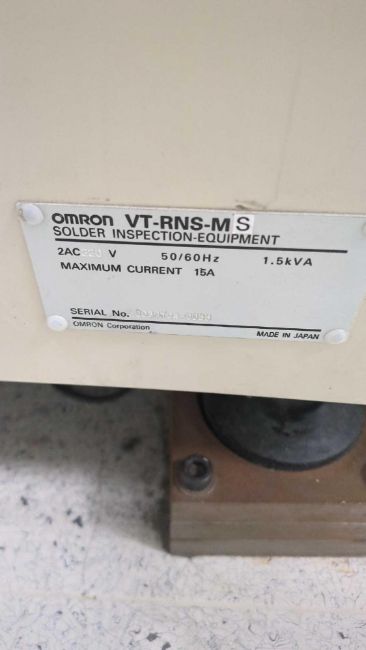 OMRON VT-RNS-MS
SOLDER INSPECTION-EQUIPMENT
2AC V 50/60Hz 1.5kVA
MAXIMUM CURRENT 15A
SERIAL No.
OMRON Corporation MADE IN JAPAN